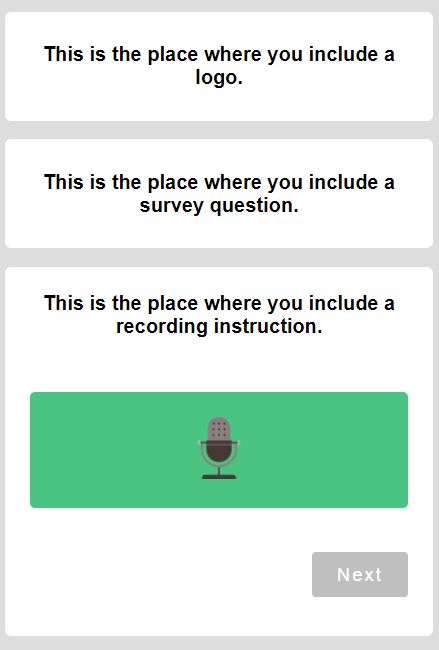 This is the place where you include a
logo.
This is the place where you include a
survey question.
This is the place where you include a
recording instruction.
Next